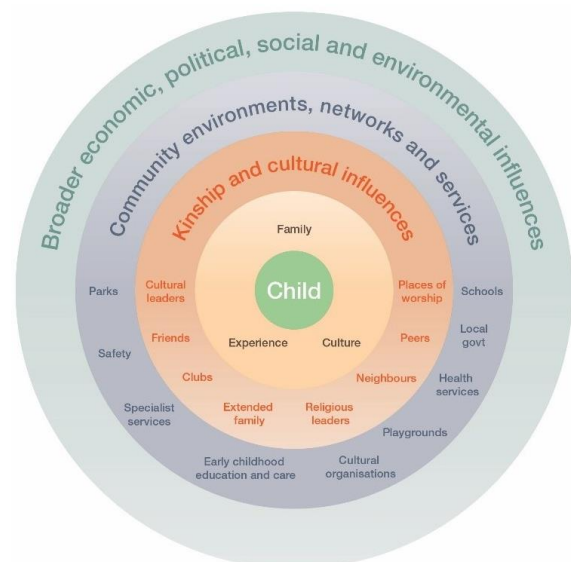 Broader economic, political, social and environmental influences
Community environments, networks and services
Kinship and cultural influences
Family
Child
Experience
Culture
Cultural
leaders
Friends
Clubs
Extended
family
Religious
leaders
Neighbours
Peers
Places of
worship
Parks
Safety
Specialist
services
Early childhood
education and care
Cultural
organisations
Playgrounds
Health
services
Local
govt
Schools